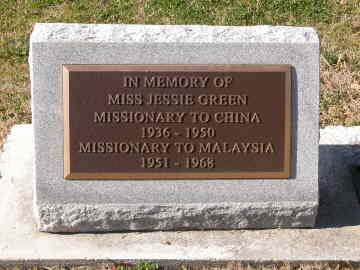 IN MEMORY OF
MISS JESSIE GREEN
MISSIONARY TO CHINA
1936 - 1950
MISSIONARY TO MALAYSIA
1951 - 1968